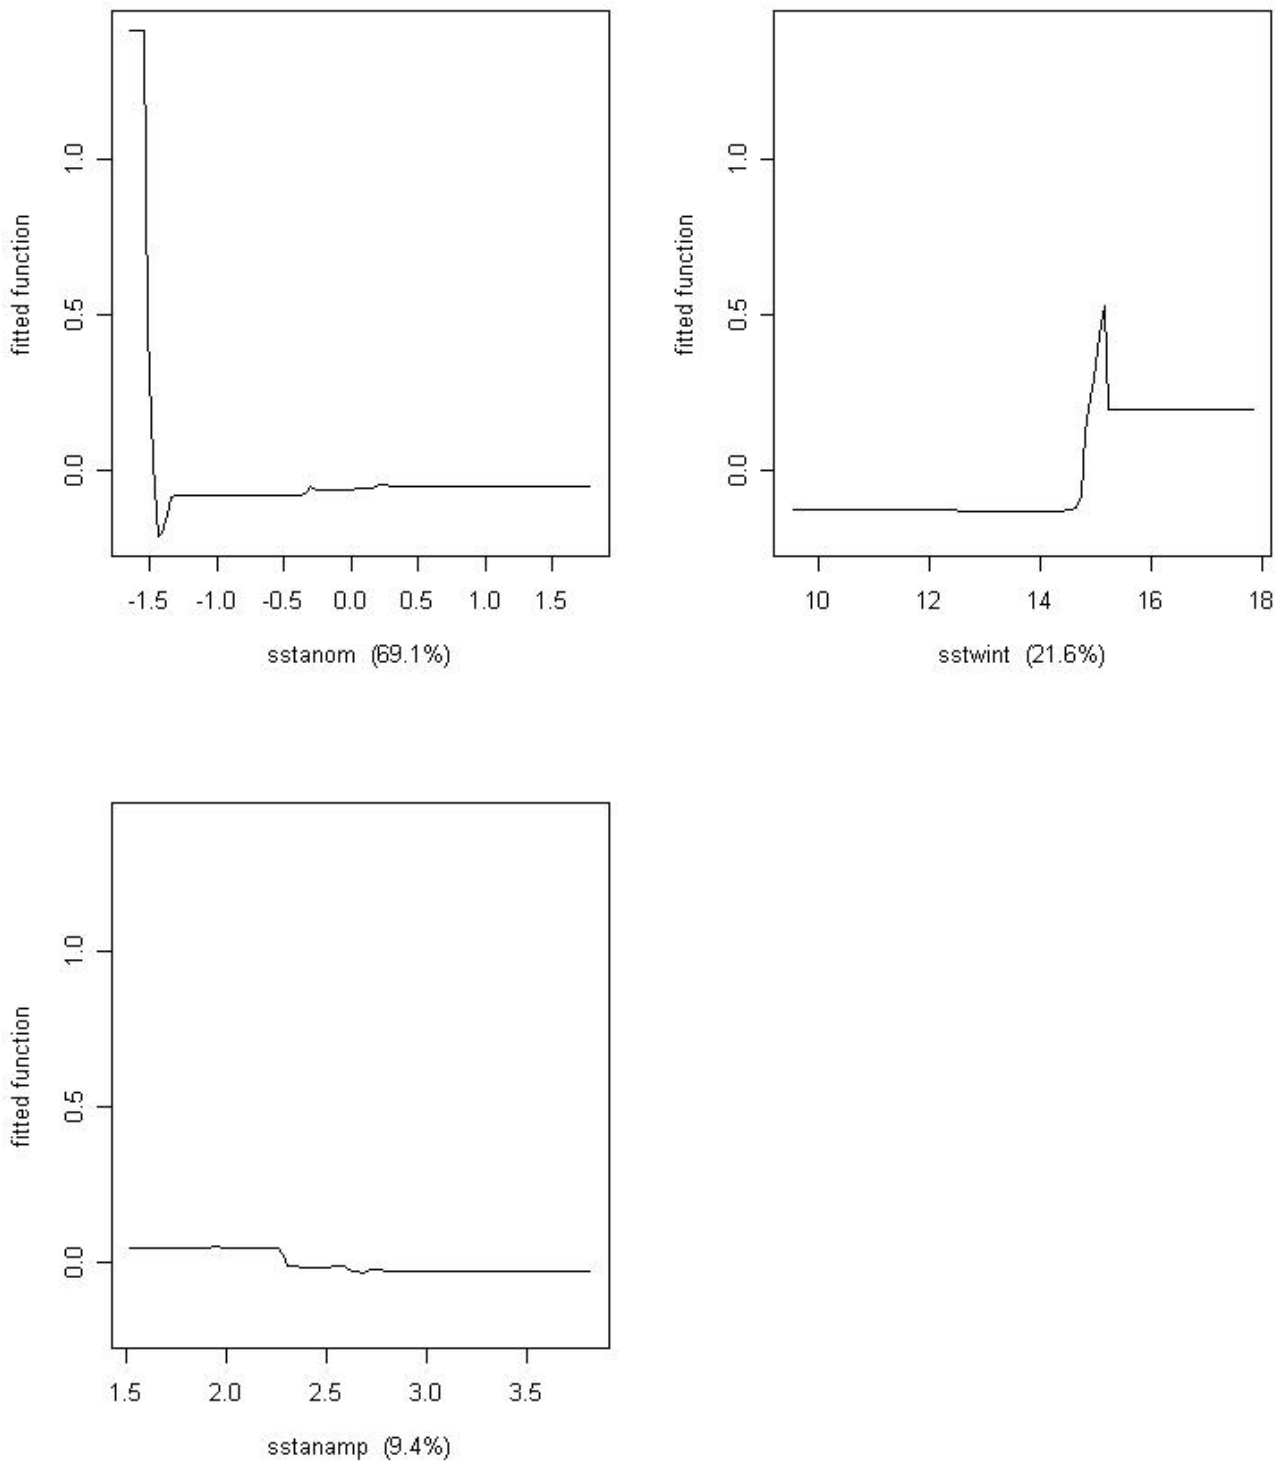 fitted function
1.0
0.5
0.0
-1.5 -1.0 -0.5 0.0 0.5 1.0 1.5
sstanom (69.1%)
fitted function
1.0
0.5
0.0
10 12 14 16 18
sstwint (21.6%)
fitted function
1.0
0.5
0.0
1.5 2.0 2.5 3.0 3.5
sstanamp (9.4%)